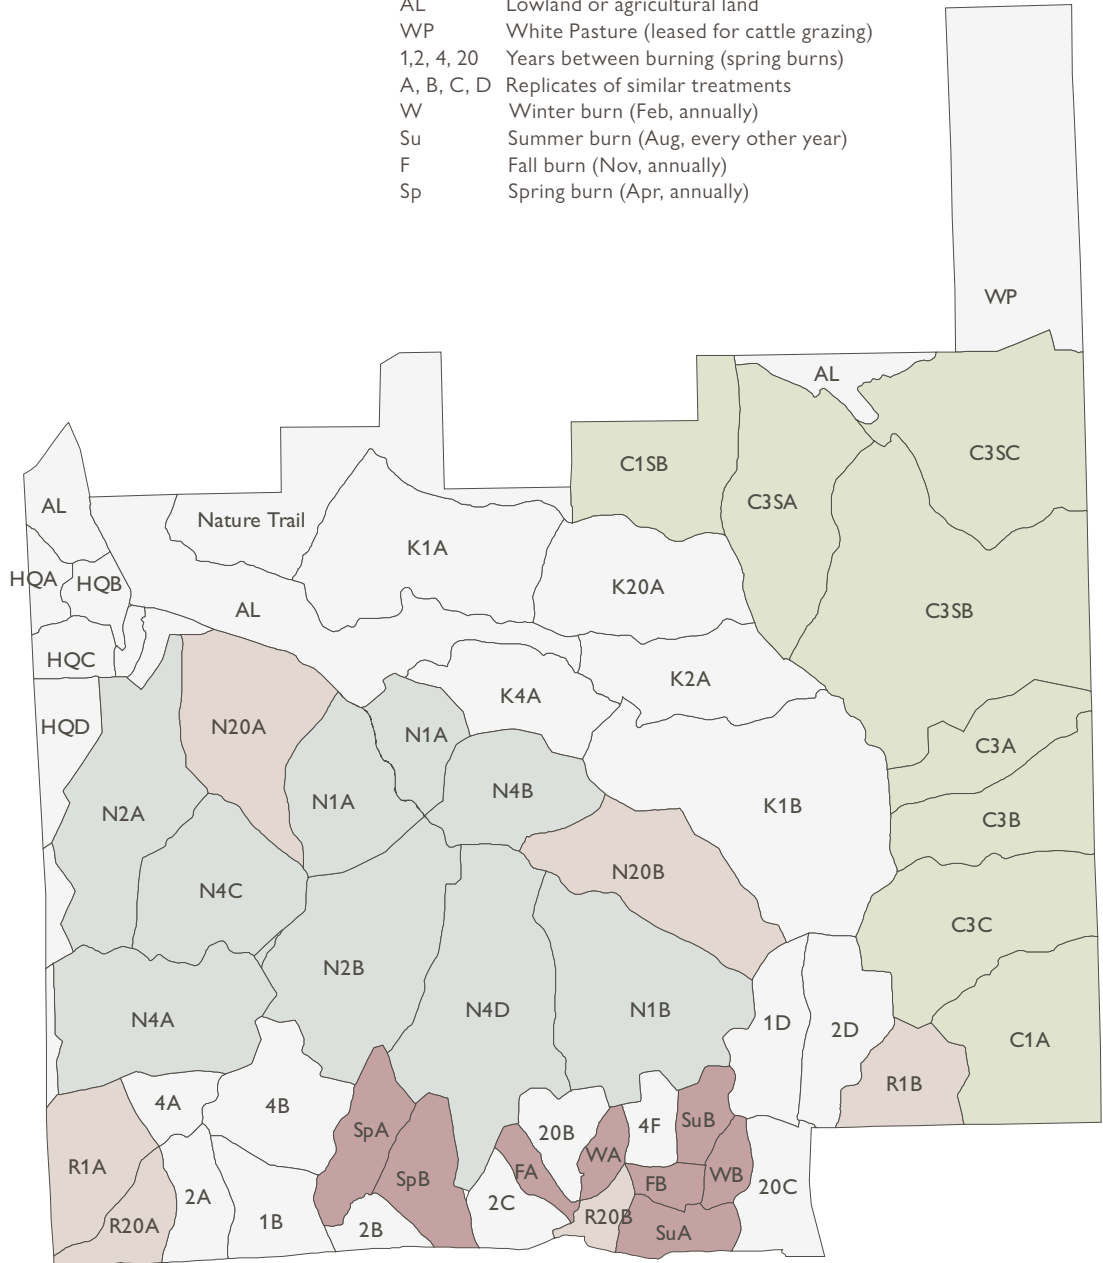 AL Lowland or agricultural land
WP White Pasture (leased for cattle grazing)
1,2, 4, 20 Years between burning (spring burns)
A, B, C, D Replicates of similar treatments
W Winter burn (Feb, annually)
Su Summer burn (Aug, every other year)
F Fall burn (Nov, annually)
Sp Spring burn (Apr, annually)
WP
AL
C3SC
C1SB
C3SA
AL
Nature Trail
K1A
HQA
HQB
K20A
AL
C3SB
HQC
K2A
K4A
HQD
N20A
N1A
C3A
N4B
N1A
K1B
N2A
C3B
N20B
N4C
C3C
N2B
N4D
N1B
N4A
1D
2D
C1A
R1B
4A
4B
SpA
20B
4F
SuB
WA
R1A
FA
WB
SpB
FB
20C
2A
2C
R20A
1B
2B
R20B
SuA